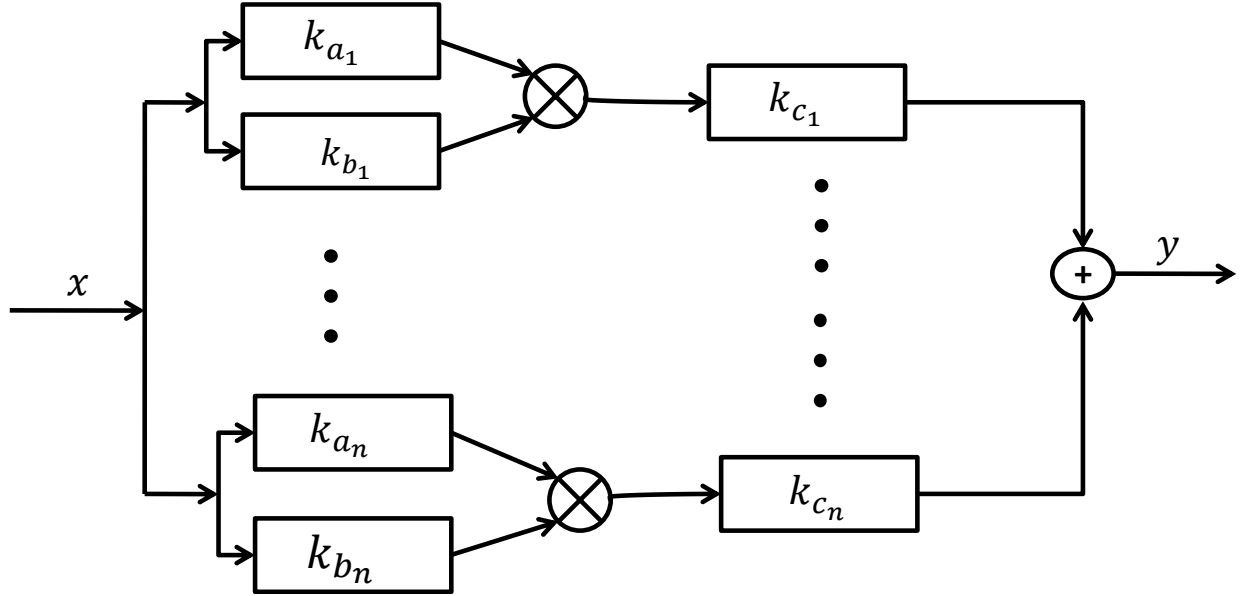 k_{a_1}
k_{b_1}
k_{c_1}
x
+
y
k_{a_n}
k_{b_n}
k_{c_n}